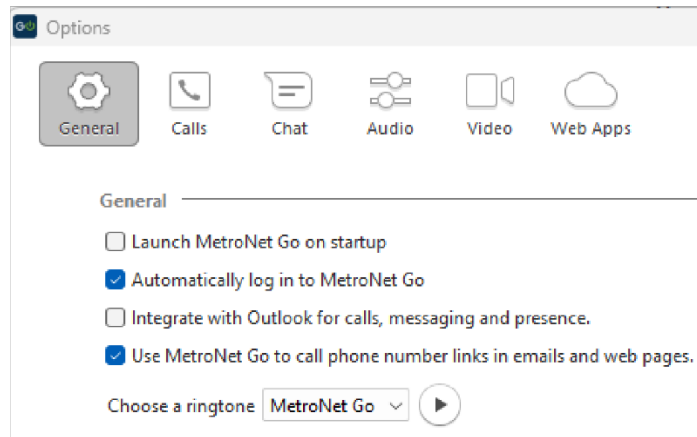 GO Options
General Calls Chat Audio Video Web Apps
General
Launch MetroNet Go on startup
Automatically log in to MetroNet Go
Integrate with Outlook for calls, messaging and presence.
Use MetroNet Go to call phone number links in emails and web pages.
Choose a ringtone MetroNet Go